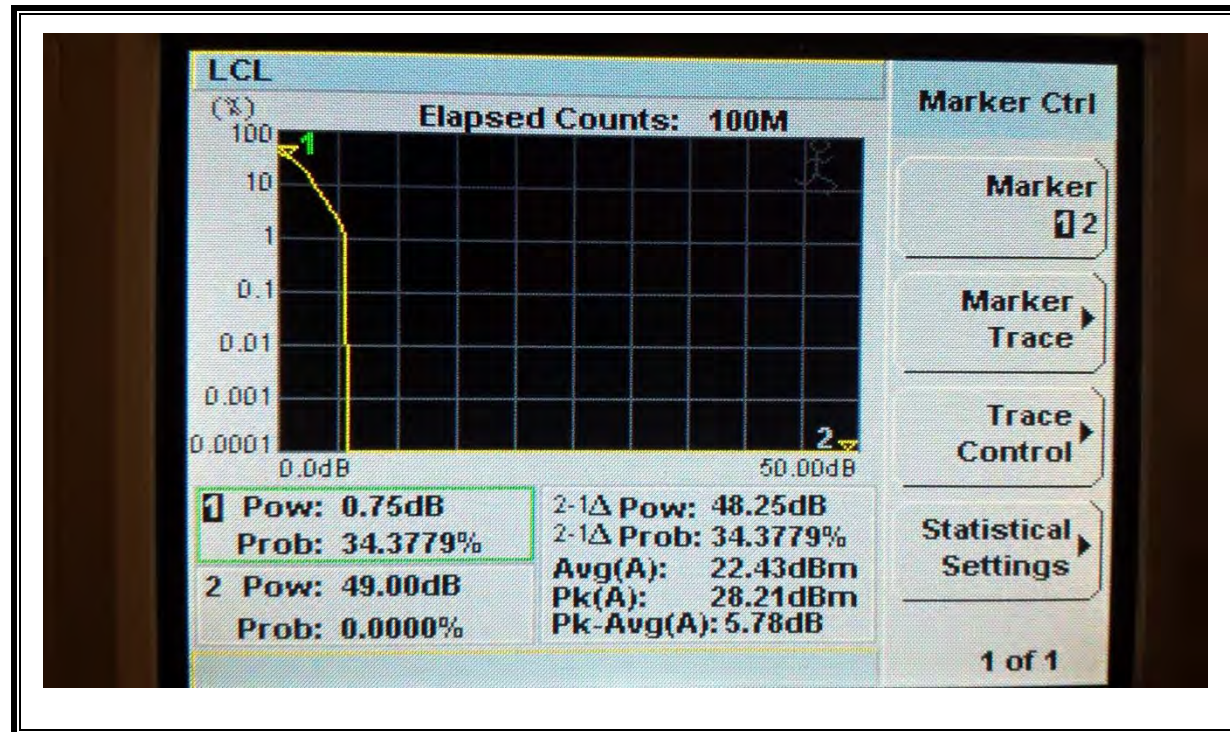 LCL
(%)
Elapsed Counts: 100M
100
1
10
1
0.1
0.01
0.001
0.0001
2
0.0dB
50.00dB
1 Pow: 0.75dB
Prob: 34.3779%
2 Pow: 49.00dB
Prob: 0.0000%
2-1Δ Pow: 48.25dB
2-1Δ Prob: 34.3779%
Avg(A): 22.43dBm
Pk(A): 28.21dBm
Pk-Avg(A): 5.78dB
Marker Ctrl
Marker
1 2
Marker
Trace
Trace
Control
Statistical
Settings
1 of 1